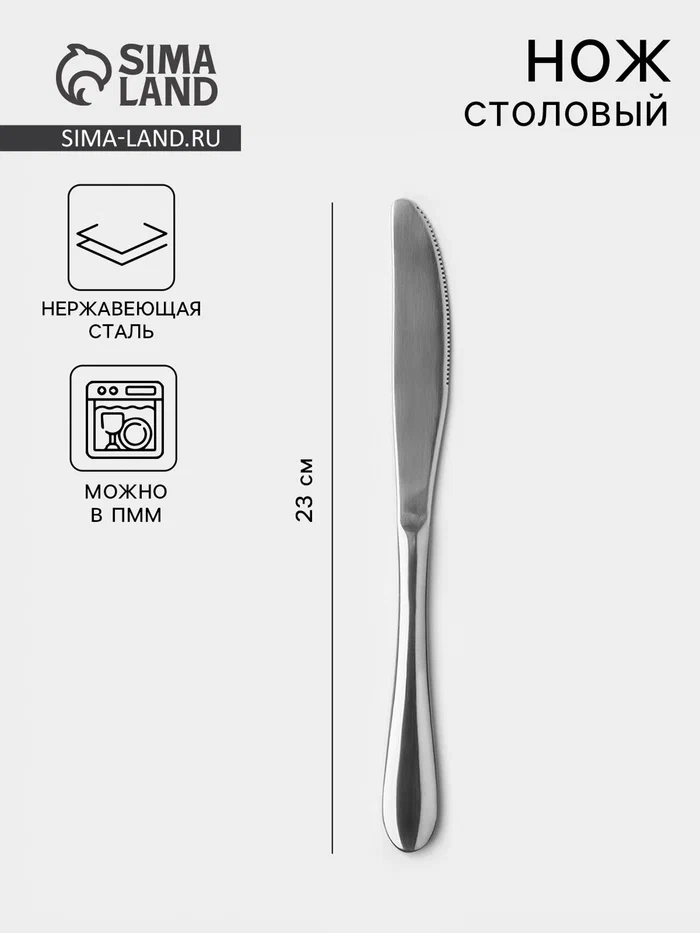 SIMA
LAND
SIMA-LAND.RU
НОЖ
СТОЛОВЫЙ
НЕРЖАВЕЮЩАЯ
СТАЛЬ
МОЖНО
В ПММ
23 см